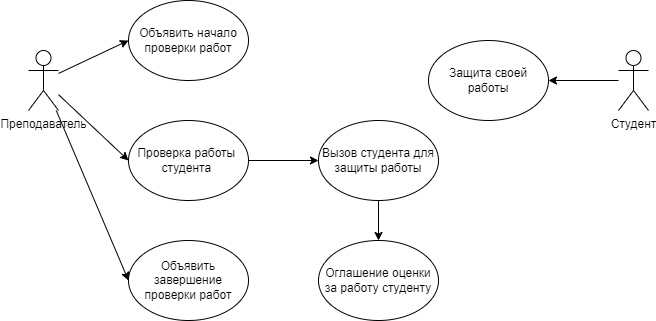 Объявить начало
проверки работ
Защита своей
работы
Преподаватель
Студент
Проверка работы
студента
Вызов студента для
защиты работы
Объявить
завершение
проверки работ
Оглашение оценки
за работу студенту